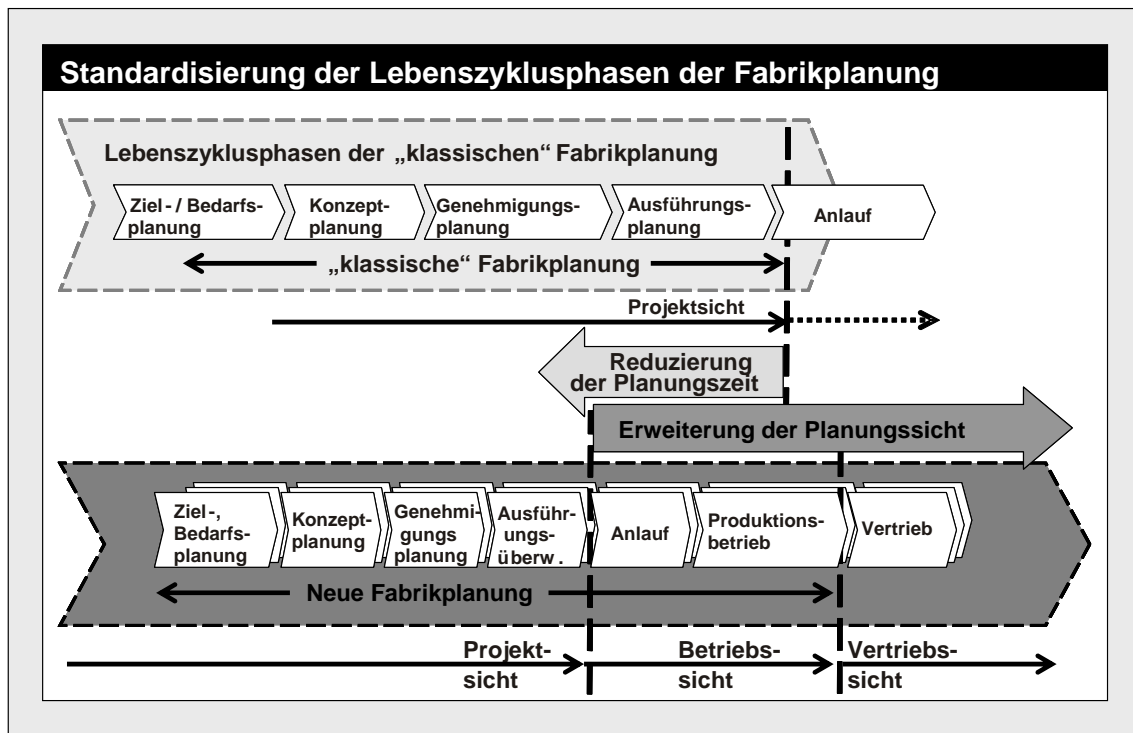 Standardisierung der Lebenszyklusphasen der Fabrikplanung
Lebenszyklusphasen der „klassischen“ Fabrikplanung
Ziel- / Bedarfs-
planung
Konzept-
planung
Genehmigungs-
planung
Ausführungs-
planung
Anlauf
„klassische“ Fabrikplanung
Projektsicht
Reduzierung
der Planungszeit
Erweiterung der Planungssicht
Ziel-,
Bedarfs-
planung
Konzept-
planung
Genehmi-
gungs
planung
Ausführ-
ungs-
überw.
Anlauf
Produktions-
betrieb
Vertrieb
Neue Fabrikplanung
Projekt-
sicht
Betriebs-
sicht
Vertriebs-
sicht